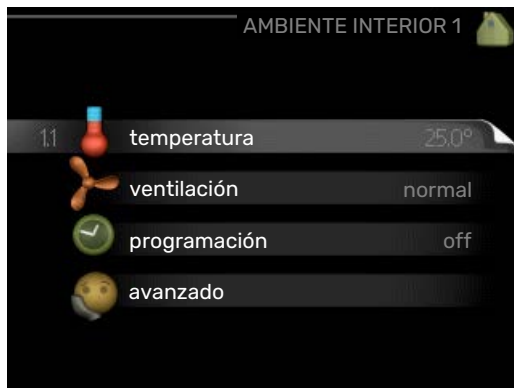 AMBIENTE INTERIOR 1
1.1 temperatura 25.0°
ventilación normal
programación off
avanzado